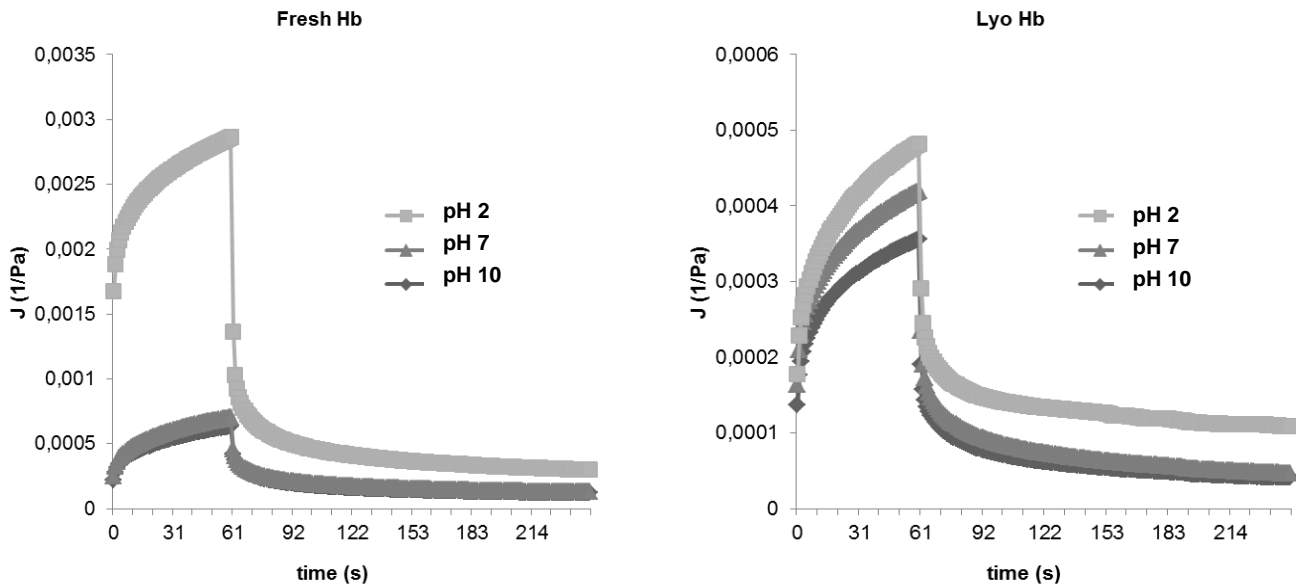 Fresh Hb
0,0035
0,003
0,0025
0,002
0,0015
0,001
0,0005
0
J (1/Pa)
0 31 61 92 122 153 183 214
time (s)
pH 2
pH 7
pH 10
Lyo Hb
0,0006
0,0005
0,0004
0,0003
0,0002
0,0001
0
J (1/Pa)
0 31 61 92 122 153 183 214
time (s)
pH 2
pH 7
pH 10